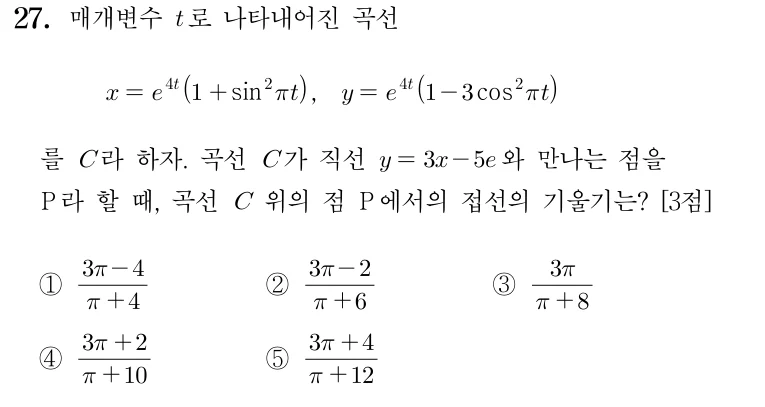 27. 매개변수 t로 나타내어진 곡선
x = e^{4t}(1 + sin²πt), y = e^{4t}(1 − 3cos²πt)
를 C라 하자. 곡선 C가 직선 y = 3x − 5e와 만나는 점을
P라 할 때, 곡선 C 위의 점 P에서의 접선의 기울기는? [3점]
① (3π − 4)/(π + 4) ② (3π − 2)/(π + 6) ③ 3π/(π + 8)
④ (3π + 2)/(π + 10) ⑤ (3π + 4)/(π + 12)